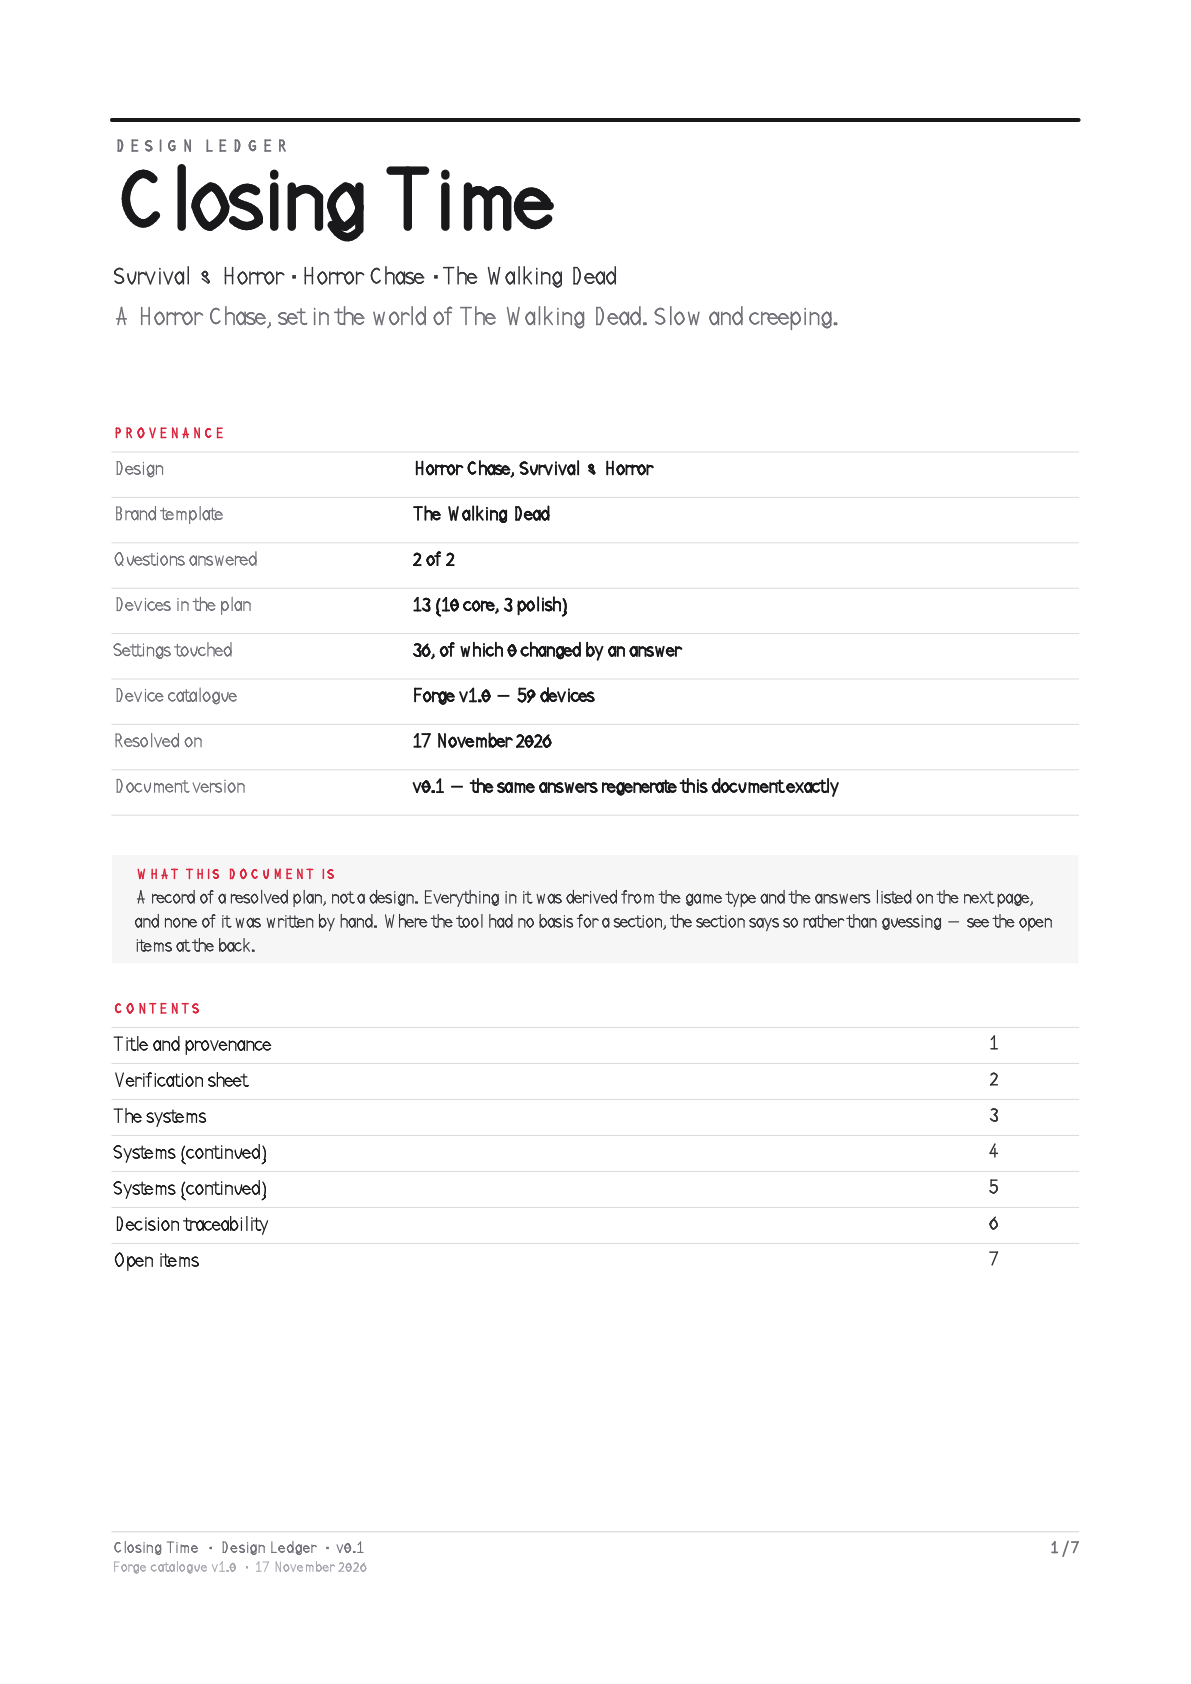 DESIGN LEDGER
Closing Time
Survival & Horror · Horror Chase · The Walking Dead
A Horror Chase, set in the world of The Walking Dead. Slow and creeping.
PROVENANCE
Design Horror Chase, Survival & Horror
Brand template The Walking Dead
Questions answered 2 of 2
Devices in the plan 13 (10 core, 3 polish)
Settings touched 36, of which 0 changed by an answer
Device catalogue Forge v1.0 — 59 devices
Resolved on 17 November 2026
Document version v0.1 — the same answers regenerate this document exactly
WHAT THIS DOCUMENT IS
A record of a resolved plan, not a design. Everything in it was derived from the game type and the answers listed on the next page,
and none of it was written by hand. Where the tool had no basis for a section, the section says so rather than guessing — see the open
items at the back.
CONTENTS
Title and provenance 1
Verification sheet 2
The systems 3
Systems (continued) 4
Systems (continued) 5
Decision traceability 6
Open items 7
Closing Time · Design Ledger · v0.1 1/7
Forge catalogue v1.0 · 17 November 2026